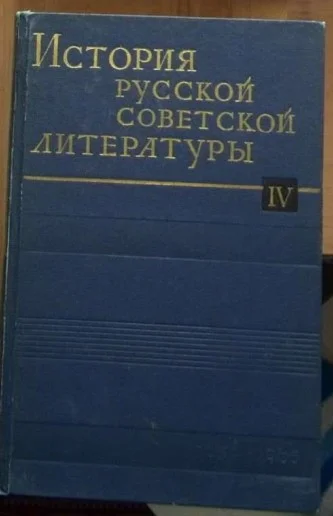 История
русской
советской
литературы
IV